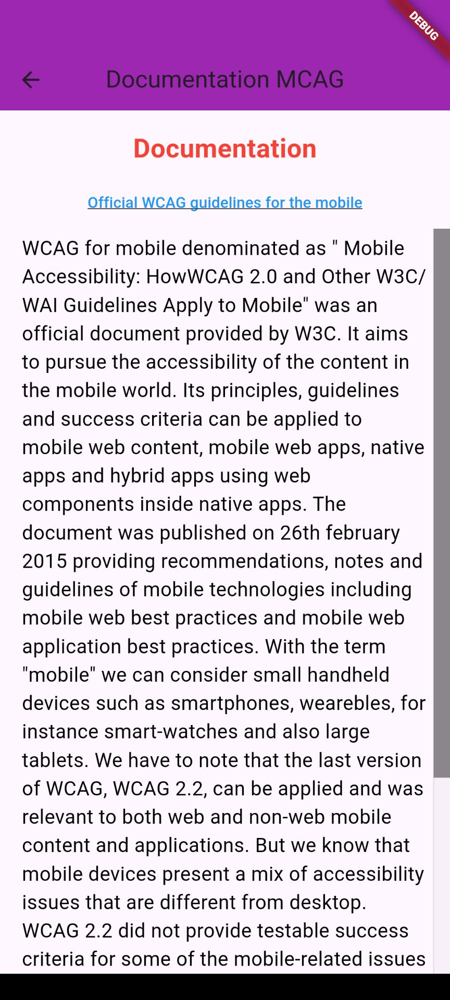 DEBUG
Documentation MCAG
Documentation
Official WCAG guidelines for the mobile
WCAG for mobile denominated as " Mobile
Accessibility: HowWCAG 2.0 and Other W3C/
WAI Guidelines Apply to Mobile" was an
official document provided by W3C. It aims
to pursue the accessibility of the content in
the mobile world. Its principles, guidelines
and success criteria can be applied to
mobile web content, mobile web apps, native
apps and hybrid apps using web
components inside native apps. The
document was published on 26th february
2015 providing recommendations, notes and
guidelines of mobile technologies including
mobile web best practices and mobile web
application best practices. With the term
"mobile" we can consider small handheld
devices such as smartphones, wearebles, for
instance smart-watches and also large
tablets. We have to note that the last version
of WCAG, WCAG 2.2, can be applied and was
relevant to both web and non-web mobile
content and applications. But we know that
mobile devices present a mix of accessibility
issues that are different from desktop.
WCAG 2.2 did not provide testable success
criteria for some of the mobile-related issues